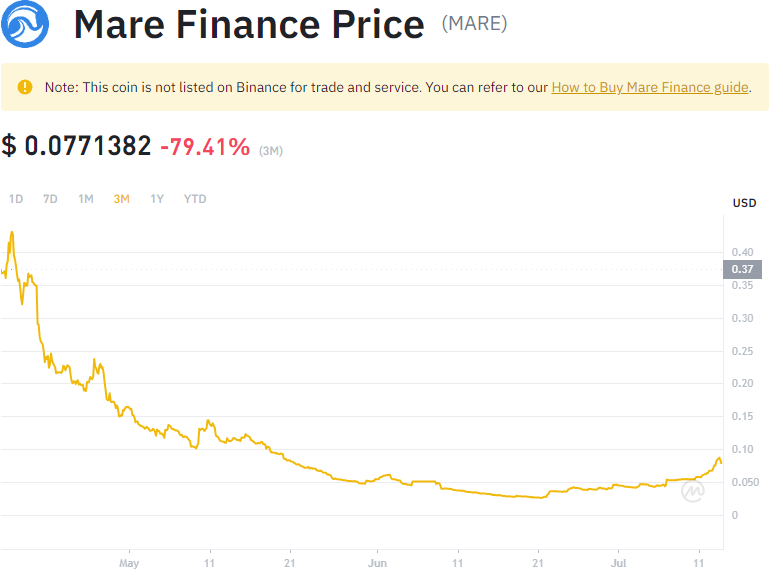 Mare Finance Price (MARE)
Note: This coin is not listed on Binance for trade and service. You can refer to our How to Buy Mare Finance guide.
$ 0.0771382 -79.41% (3M)
1D 7D 1M 3M 1Y YTD
USD
0.40
0.37
0.35
0.30
0.25
0.20
0.15
0.10
0.050
0
May 11 21 Jun 11 21 Jul 11